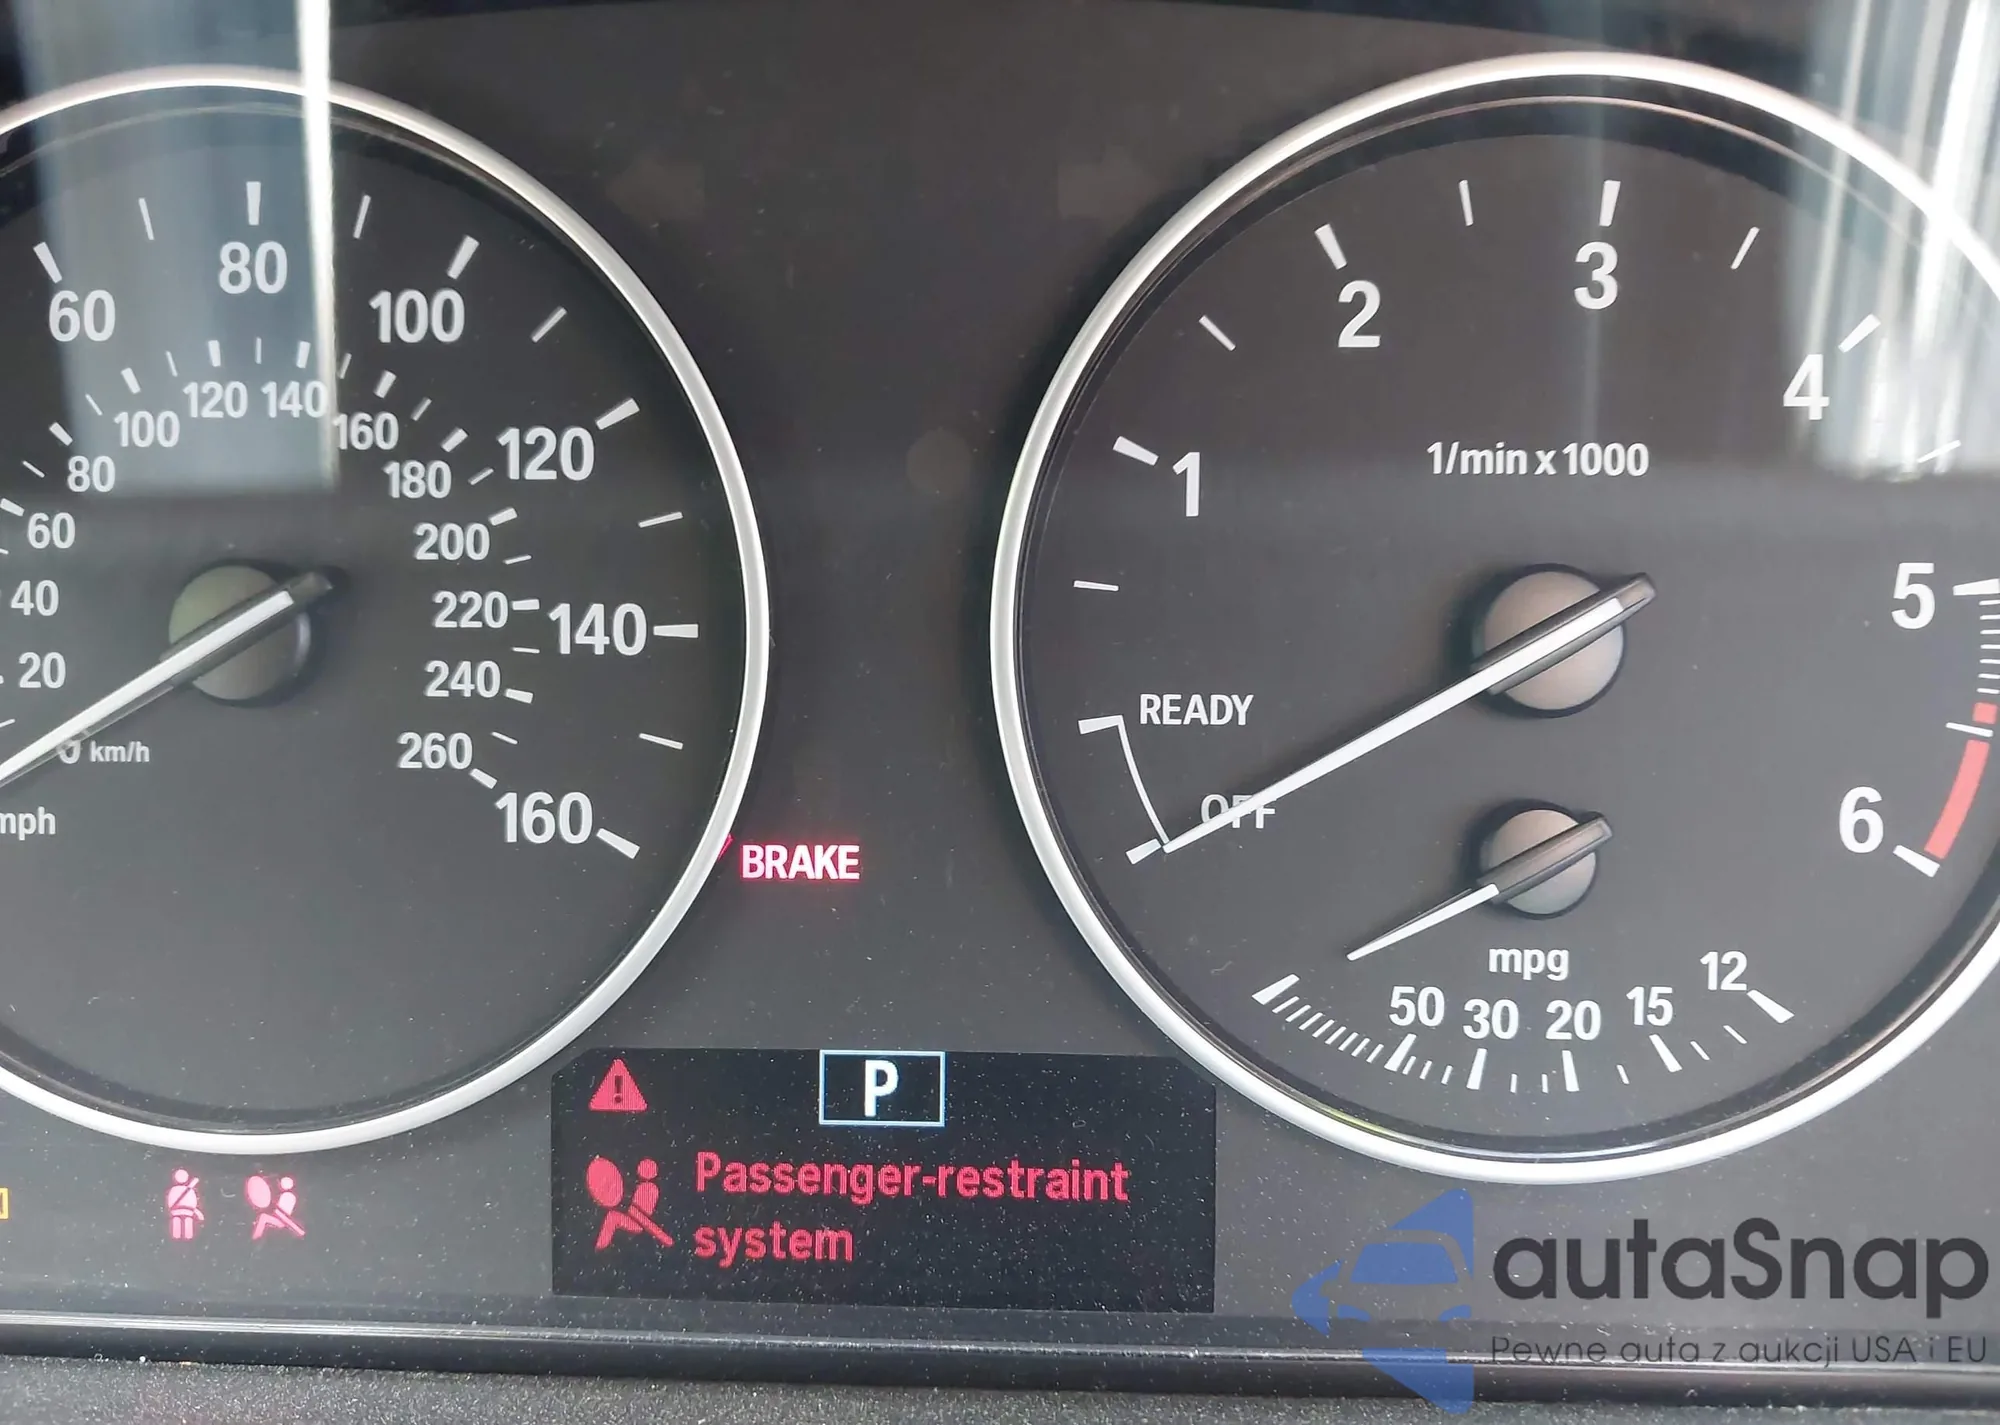 60
80
100
120
140
160
20
40
60
80
100
120
140
160
180
200
220
240
260
km/h
mph
BRAKE
1
2
3
4
5
6
1/min x 1000
READY
OFF
mpg
50 30 20 15 12
P
Passenger-restraint
system
autaSnap
Pewne auta z aukcji USA i EU